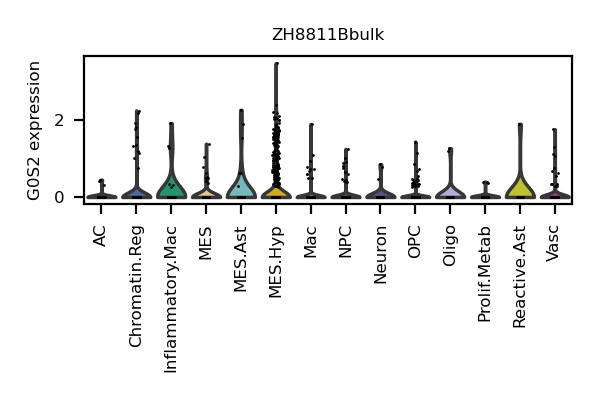 ZH8811Bbulk
G0S2 expression
2
0
AC
Chromatin.Reg
Inflammatory.Mac
MES
MES.Ast
MES.Hyp
Mac
NPC
Neuron
OPC
Oligo
Prolif.Metab
Reactive.Ast
Vasc